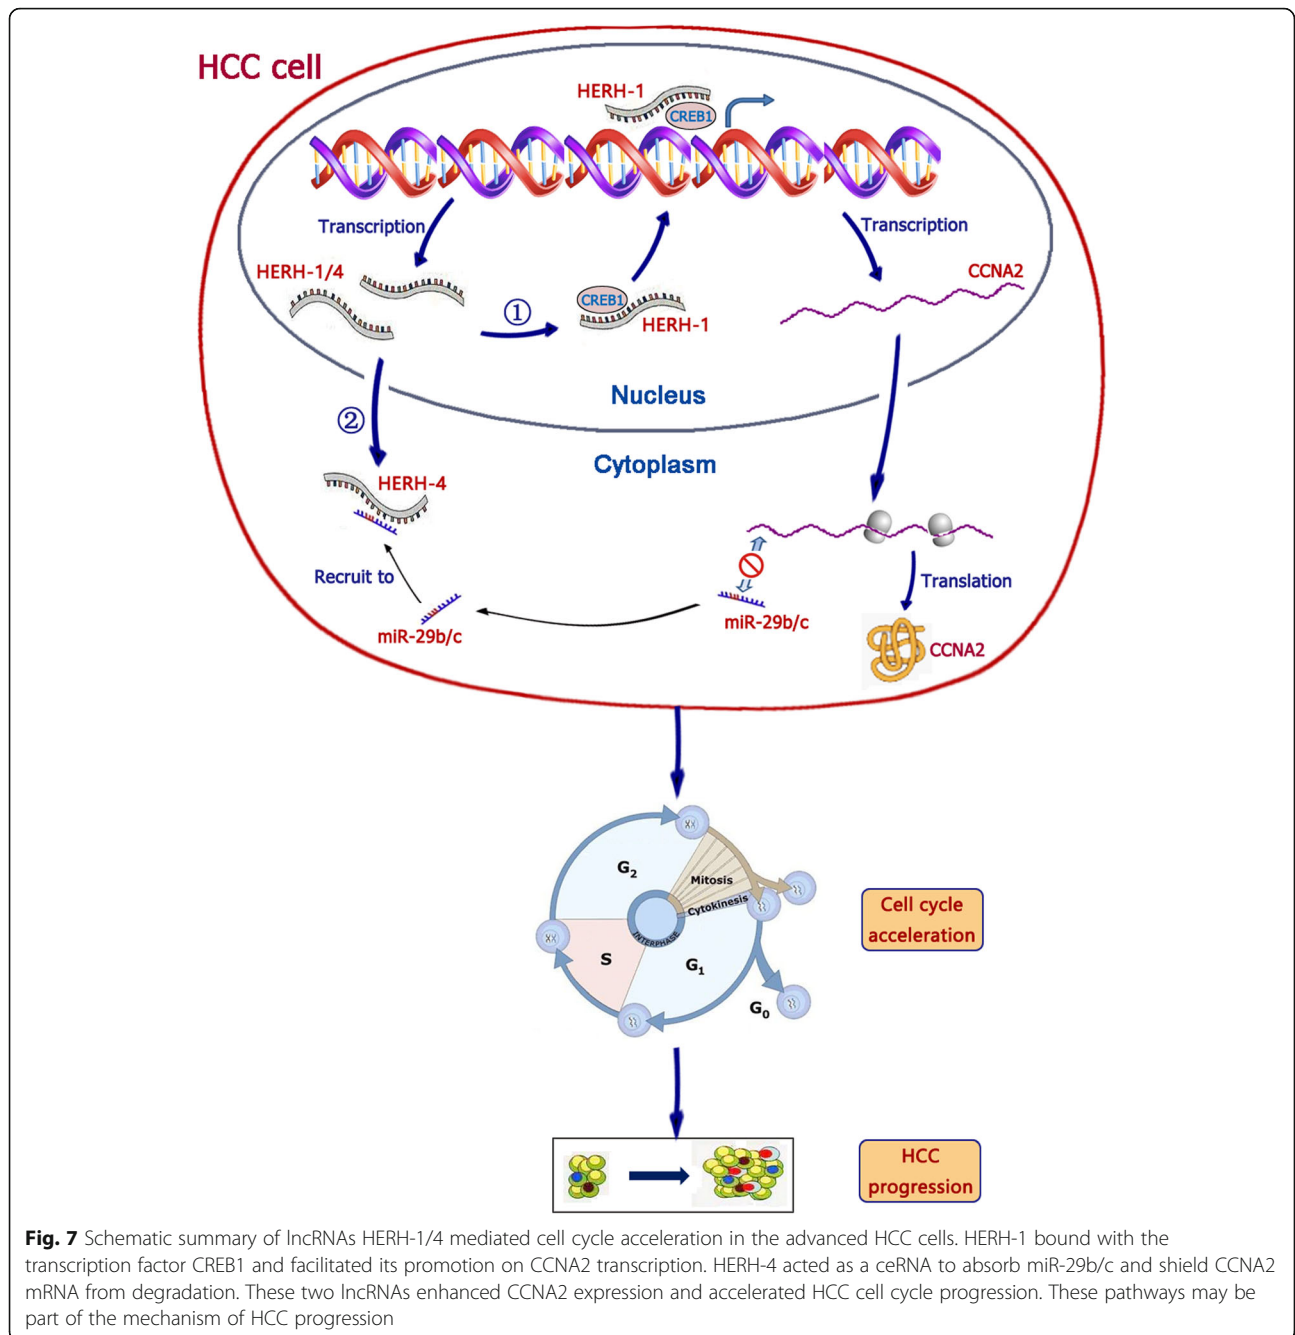 HCC cell
HERH-1
CREB1
Transcription
Transcription
HERH-1/4
CCNA2
CREB1
①
HERH-1
Nucleus
②
Cytoplasm
HERH-4
Recruit to
Translation
miR-29b/c
miR-29b/c
CCNA2
G2
Mitosis
Cytokinesis
INTERPHASE
S
G1
G0
Cell cycle
acceleration
HCC
progression
Fig. 7 Schematic summary of lncRNAs HERH-1/4 mediated cell cycle acceleration in the advanced HCC cells. HERH-1 bound with the
transcription factor CREB1 and facilitated its promotion on CCNA2 transcription. HERH-4 acted as a ceRNA to absorb miR-29b/c and shield CCNA2
mRNA from degradation. These two lncRNAs enhanced CCNA2 expression and accelerated HCC cell cycle progression. These pathways may be
part of the mechanism of HCC progression